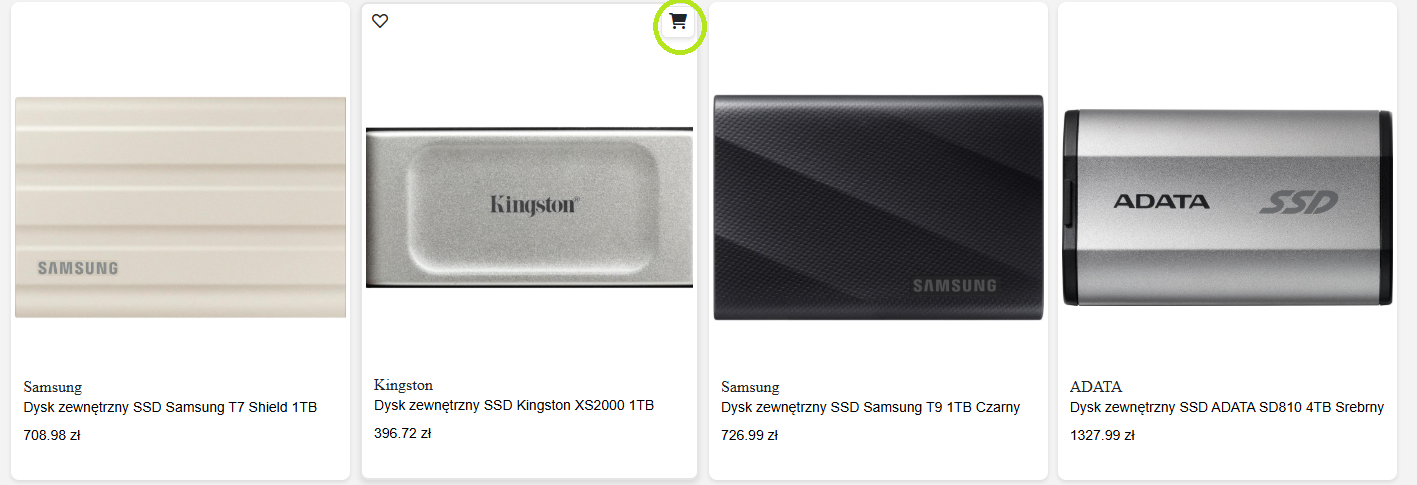 SAMSUNG
Samsung
Dysk zewnętrzny SSD Samsung T7 Shield 1TB
708.98 zł
Kingston®
Kingston
Dysk zewnętrzny SSD Kingston XS2000 1TB
396.72 zł
SAMSUNG
Samsung
Dysk zewnętrzny SSD Samsung T9 1TB Czarny
726.99 zł
ADATA SSD
ADATA
Dysk zewnętrzny SSD ADATA SD810 4TB Srebrny
1327.99 zł